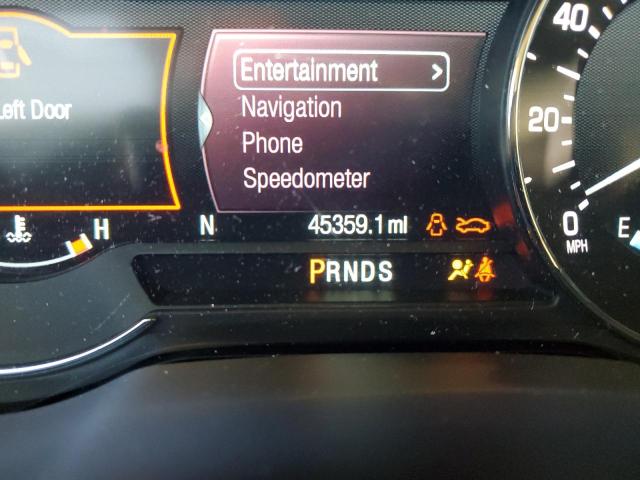 Left Door
Entertainment >
Navigation
Phone
Speedometer
H
N
45359.1 mi
PRNDS
40
20
0
MPH
E